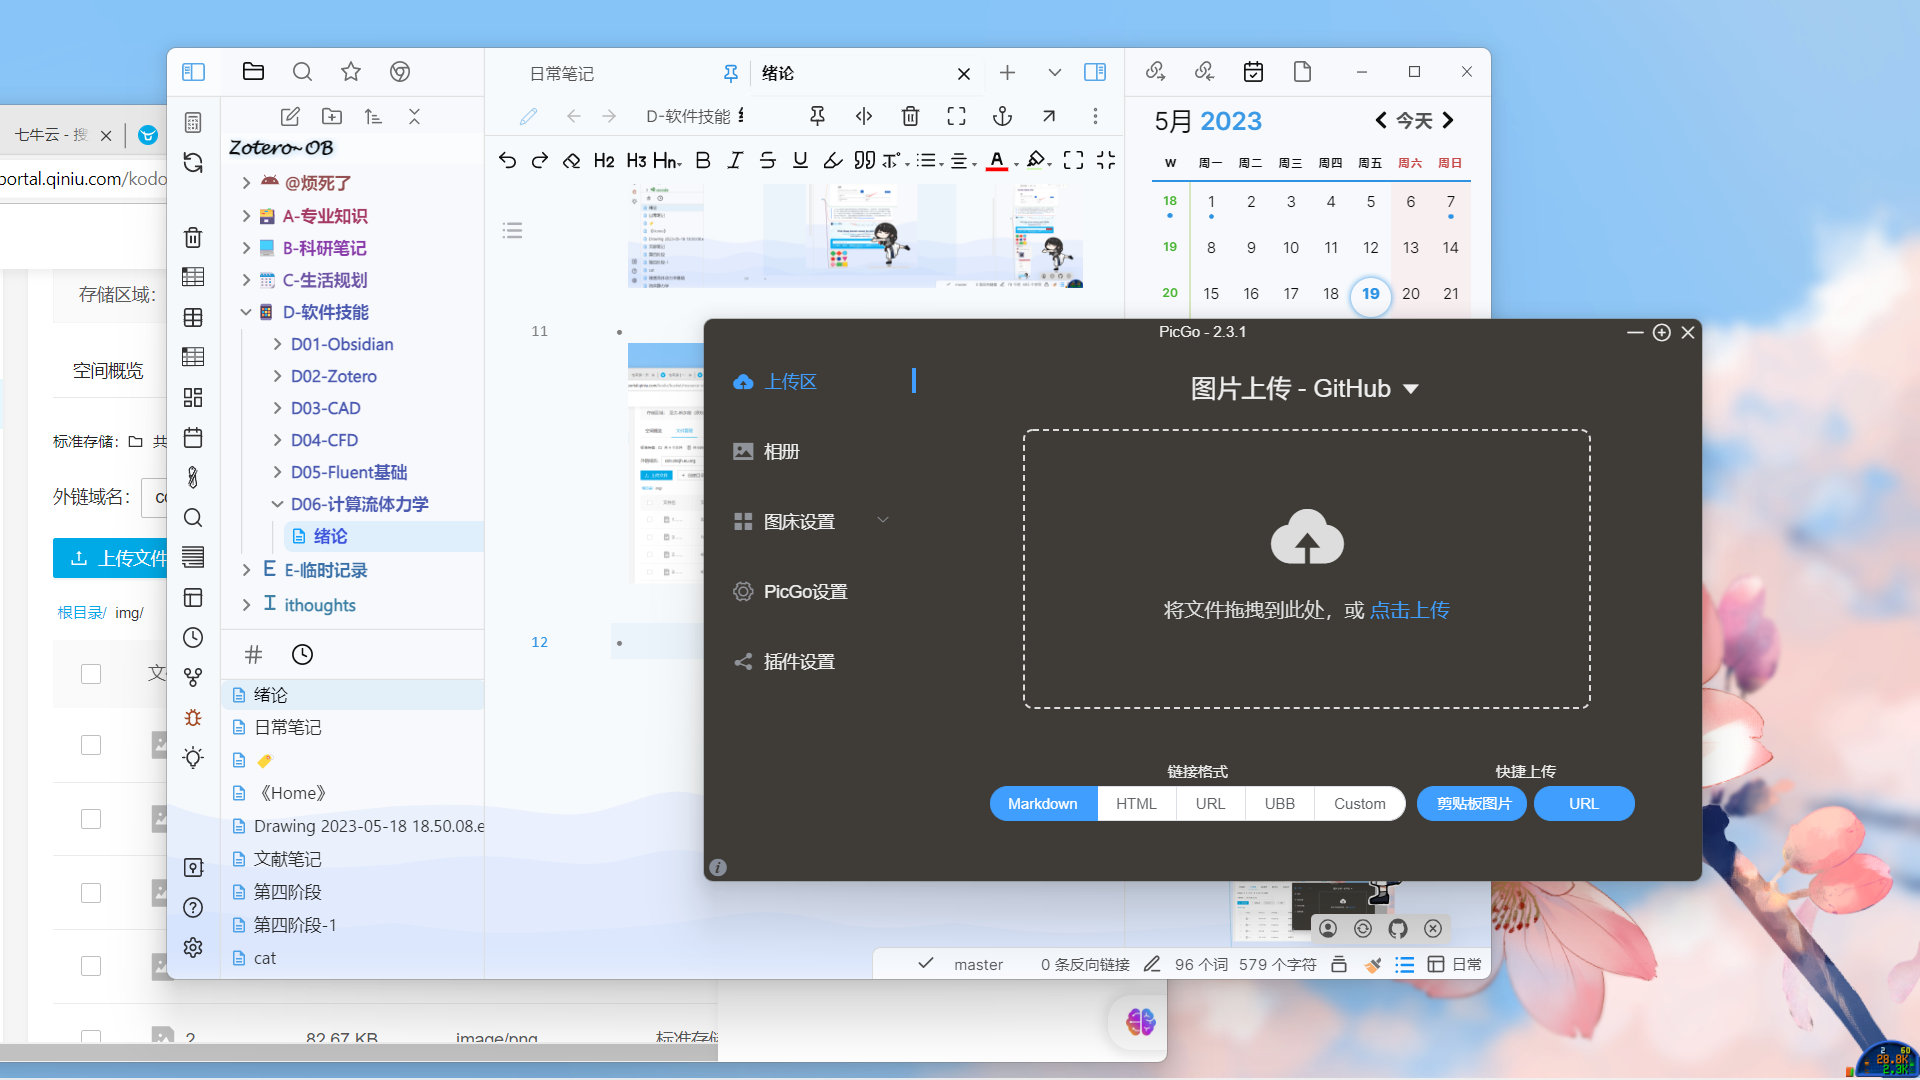 七牛云 - 搜
portal.qiniu.com/kodo
存储区域：
空间概览
标准存储： 共
外链域名：
上传文件
根目录/ img/
2 82.67 KB image/png
日常笔记
绪论
D-软件技能
H2 H3 Hn
Zotero~OB
@烦死了
A-专业知识
B-科研笔记
C-生活规划
D-软件技能
D01-Obsidian
D02-Zotero
D03-CAD
D04-CFD
D05-Fluent基础
D06-计算流体力学
绪论
E E-临时记录
I ithoughts
绪论
日常笔记
《Home》
Drawing 2023-05-18 18.50.08.e
文献笔记
第四阶段
第四阶段-1
cat
11
12
5月 2023
今天
W 周一 周二 周三 周四 周五 周六 周日
18 1 2 3 4 5 6 7
19 8 9 10 11 12 13 14
20 15 16 17 18 19 20 21
PicGo - 2.3.1
上传区
相册
图床设置
PicGo设置
插件设置
图片上传 - GitHub
将文件拖拽到此处，或 点击上传
链接格式
快捷上传
Markdown HTML URL UBB Custom
剪贴板图片 URL
master 0 条反向链接 96 个词 579 个字符 日常
2 60
28.8K
2.3K